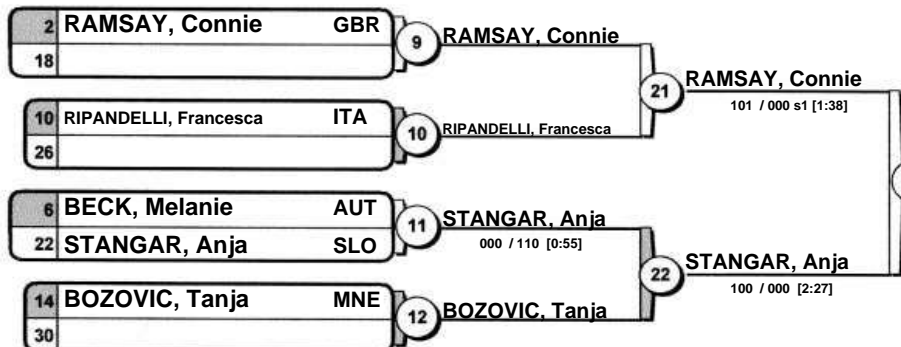 2 RAMSAY, Connie GBR
18
9 RAMSAY, Connie
10 RIPANDELLI, Francesca ITA
26
10 RIPANDELLI, Francesca
21 RAMSAY, Connie
101 / 000 s1 [1:38]
6 BECK, Melanie AUT
22 STANGAR, Anja SLO
11 STANGAR, Anja
000 / 110 [0:55]
14 BOZOVIC, Tanja MNE
30
12 BOZOVIC, Tanja
22 STANGAR, Anja
100 / 000 [2:27]